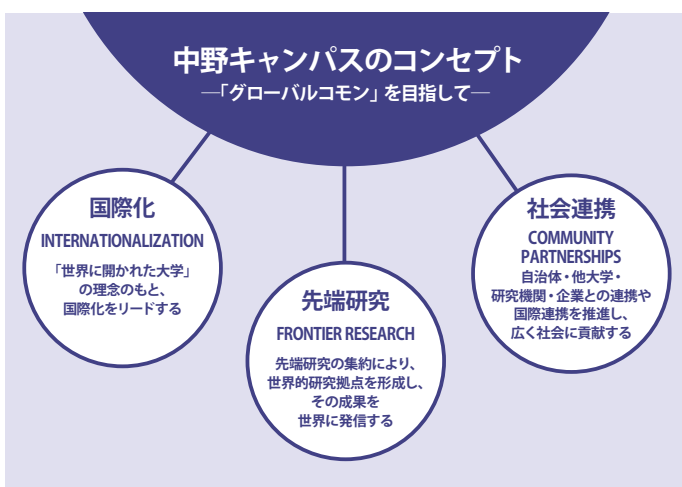 中野キャンパスのコンセプト
―「グローバルコモン」を目指して―
国際化
INTERNATIONALIZATION
「世界に開かれた大学」
の理念のもと、
国際化をリードする
先端研究
FRONTIER RESEARCH
先端研究の集約により、
世界的研究拠点を形成し、
その成果を
世界に発信する
社会連携
COMMUNITY
PARTNERSHIPS
自治体・他大学・
研究機関・企業との連携や
国際連携を推進し、
広く社会に貢献する